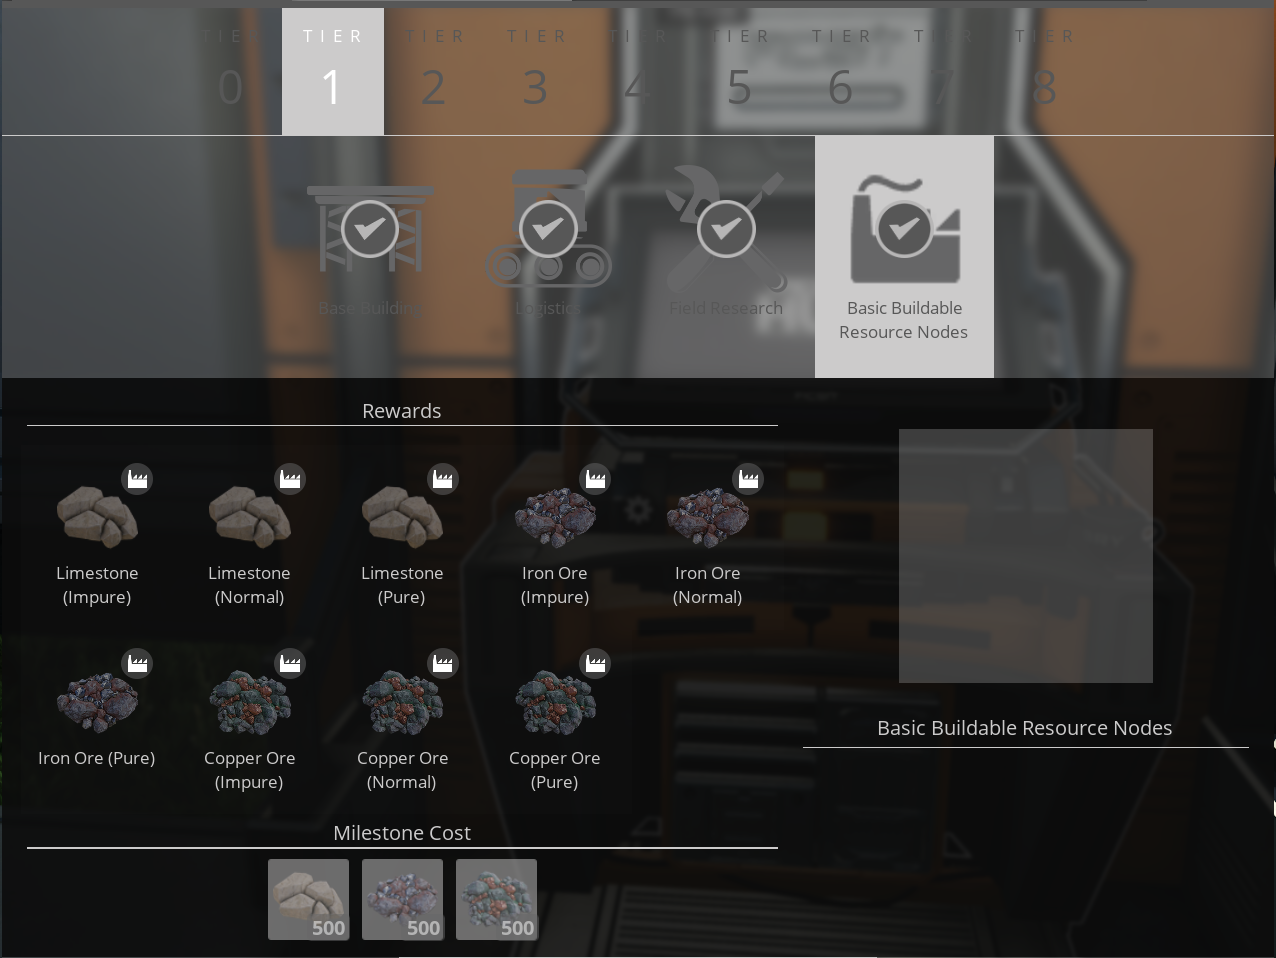 TIER TIER TIER TIER TIER TIER TIER TIER TIER
0 1 2 3 4 5 6 7 8
Base Building Logistics Field Research Basic Buildable
Resource Nodes
Rewards
Limestone Limestone Limestone Iron Ore Iron Ore
(Impure) (Normal) (Pure) (Impure) (Normal)
Iron Ore (Pure) Copper Ore Copper Ore Copper Ore
(Impure) (Normal) (Pure)
Basic Buildable Resource Nodes
Milestone Cost
500 500 500